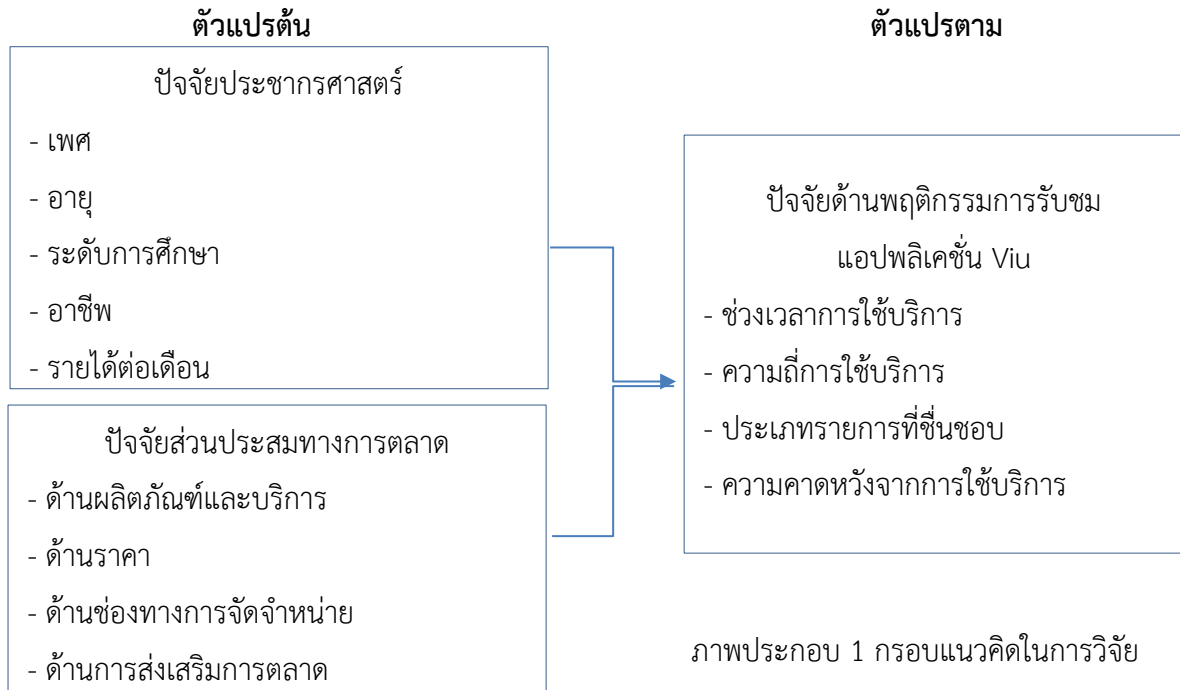 ตัวแปรต้น
ปัจจัยประชากรศาสตร์
- เพศ
- อายุ
- ระดับการศึกษา
- อาชีพ
- รายได้ต่อเดือน
ปัจจัยส่วนประสมทางการตลาด
- ด้านผลิตภัณฑ์และบริการ
- ด้านราคา
- ด้านช่องทางการจัดจำหน่าย
- ด้านการส่งเสริมการตลาด
ตัวแปรตาม
ปัจจัยด้านพฤติกรรมการรับชม
แอปพลิเคชั่น Viu
- ช่วงเวลาการใช้บริการ
- ความถี่การใช้บริการ
- ประเภทรายการที่ชื่นชอบ
- ความคาดหวังจากการใช้บริการ
ภาพประกอบ 1 กรอบแนวคิดในการวิจัย